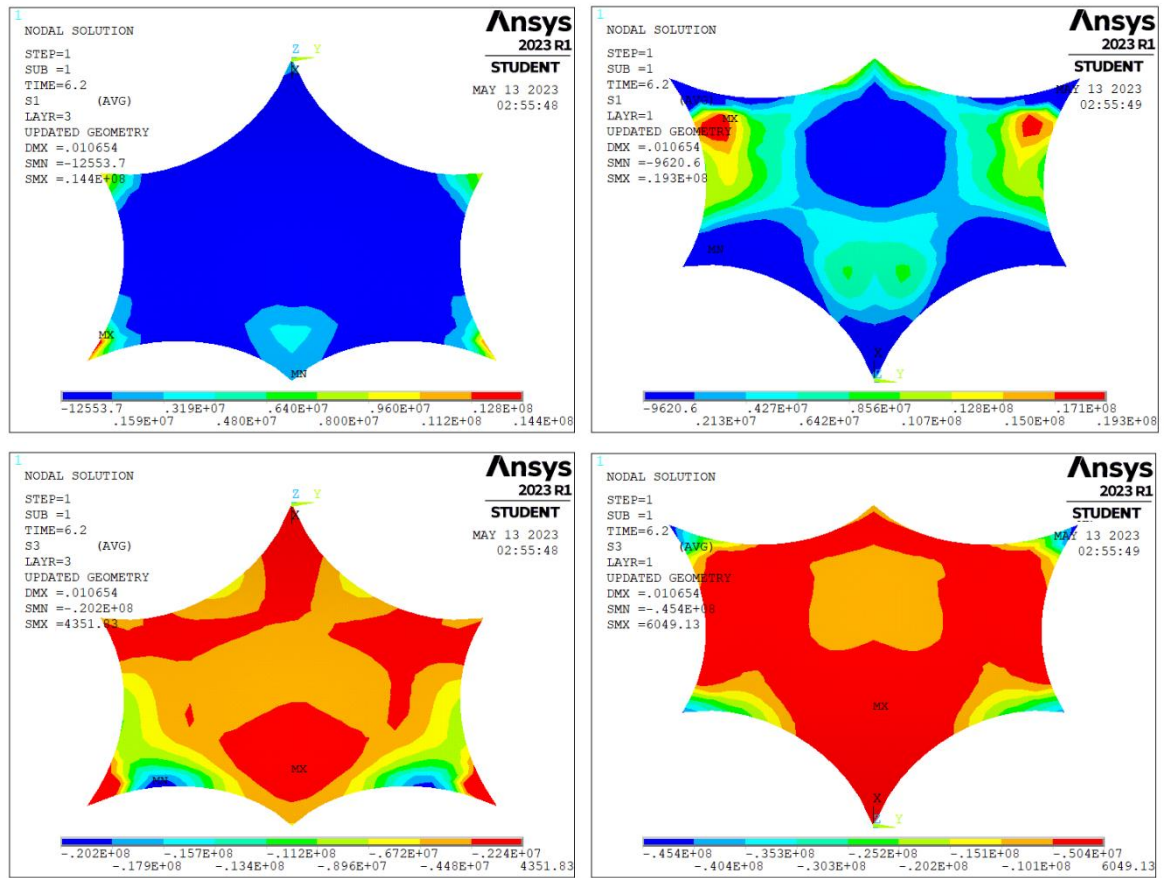 1
NODAL SOLUTION
STEP=1
SUB =1
TIME=6.2
S1 (AVG)
LAYR=3
UPDATED GEOMETRY
DMX =.010654
SMN =-12553.7
SMX =.144E+08
Ansys
2023 R1
STUDENT
MAY 13 2023
02:55:48
Z Y
X
MX
MN
-12553.7 .319E+07 .640E+07 .960E+07 .128E+08
.159E+07 .480E+07 .800E+07 .112E+08 .144E+08
1
NODAL SOLUTION
STEP=1
SUB =1
TIME=6.2
S1 (AVG)
LAYR=1
UPDATED GEOMETRY
DMX =.010654
SMN =-9620.6
SMX =.193E+08
Ansys
2023 R1
STUDENT
MAY 13 2023
02:55:49
MX
MN
X
Z Y
-9620.6 .427E+07 .856E+07 .128E+08 .171E+08
.213E+07 .642E+07 .107E+08 .150E+08 .193E+08
1
NODAL SOLUTION
STEP=1
SUB =1
TIME=6.2
S3 (AVG)
LAYR=3
UPDATED GEOMETRY
DMX =.010654
SMN =-.202E+08
SMX =4351.83
Ansys
2023 R1
STUDENT
MAY 13 2023
02:55:48
Z Y
X
MN
MX
-.202E+08 -.157E+08 -.112E+08 -.672E+07 -.224E+07
-.179E+08 -.134E+08 -.896E+07 -.448E+07 4351.83
1
NODAL SOLUTION
STEP=1
SUB =1
TIME=6.2
S3 (AVG)
LAYR=1
UPDATED GEOMETRY
DMX =.010654
SMN =-.454E+08
SMX =6049.13
Ansys
2023 R1
STUDENT
MAY 13 2023
02:55:49
MX
X
Z Y
-.454E+08 -.353E+08 -.252E+08 -.151E+08 -.504E+07
-.404E+08 -.303E+08 -.202E+08 -.101E+08 6049.13